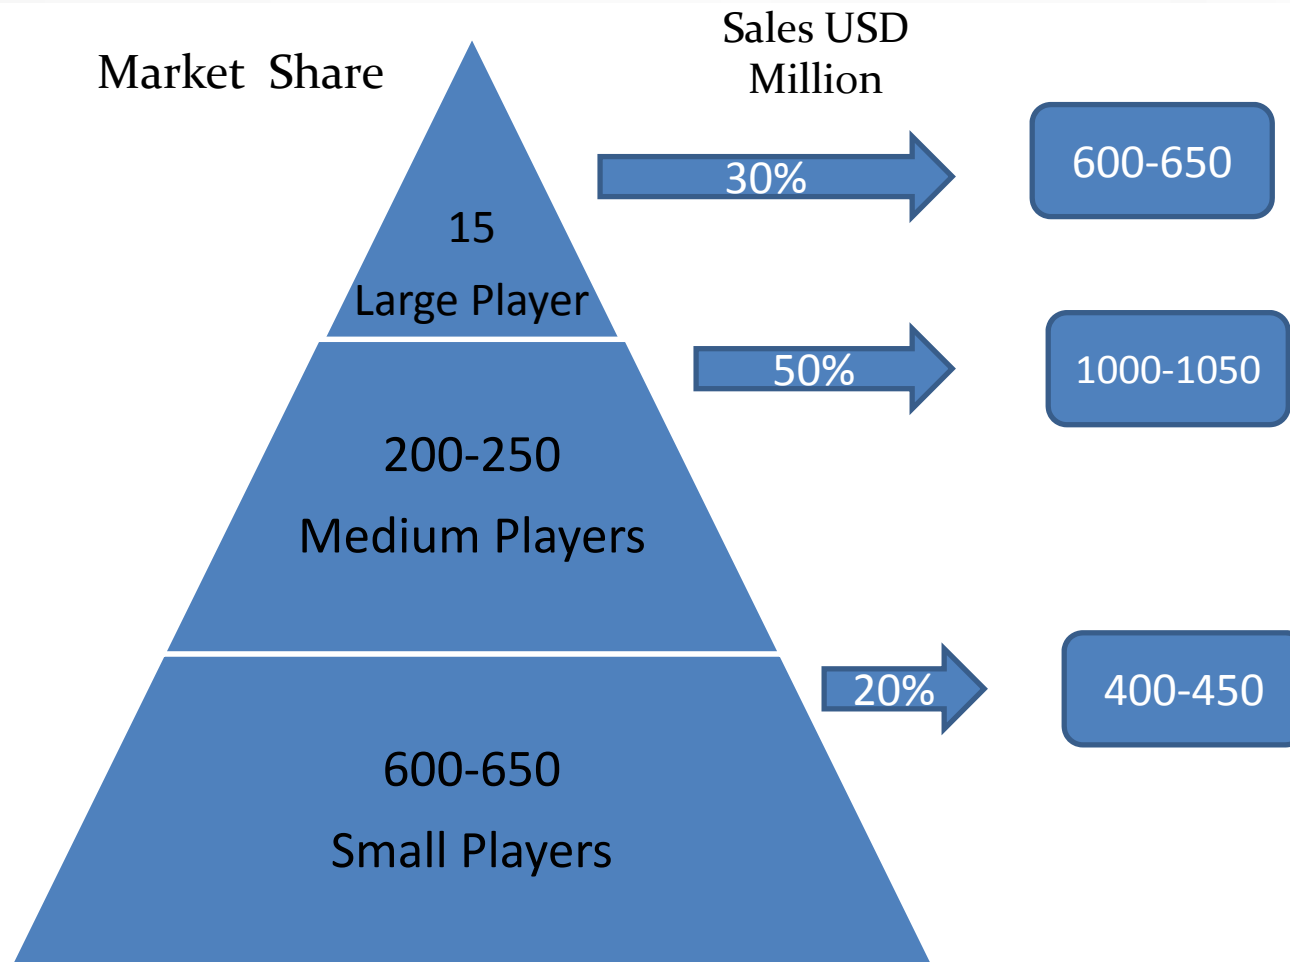 Market Share
Sales USD
Million
15
Large Player
30%
600-650
200-250
Medium Players
50%
1000-1050
600-650
Small Players
20%
400-450